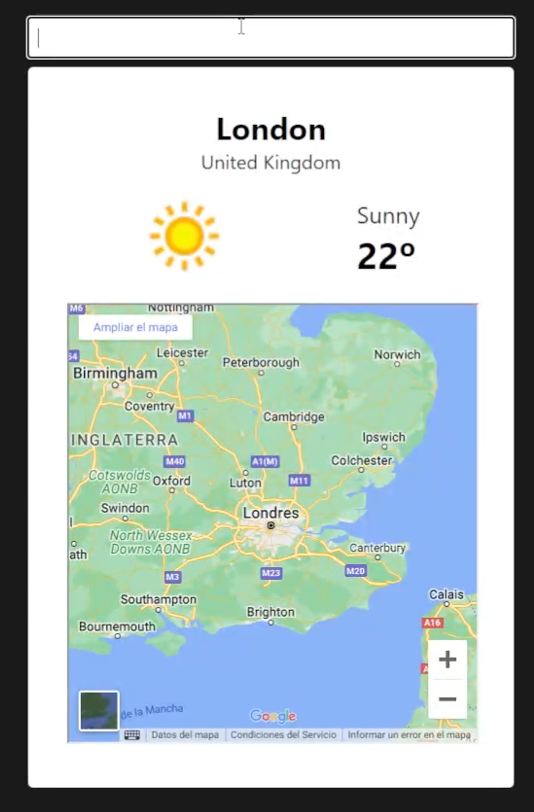 London
United Kingdom
Sunny
22º
M6
Nottingham
Ampliar el mapa
Leicester
Peterborough
Norwich
54
Birmingham
Coventry
M1
Cambridge
INGLATERRA
Ipswich
M40
A1(M)
Colchester
Cotswolds
AONB
Oxford
Luton
M11
Swindon
Londres
North Wessex
Downs AONB
ath
Canterbury
M3
M23
M20
Southampton
Brighton
Calais
Bournemouth
A16
A
de la Mancha
Google
Datos del mapa
Condiciones del Servicio
Informar un error en el mapa